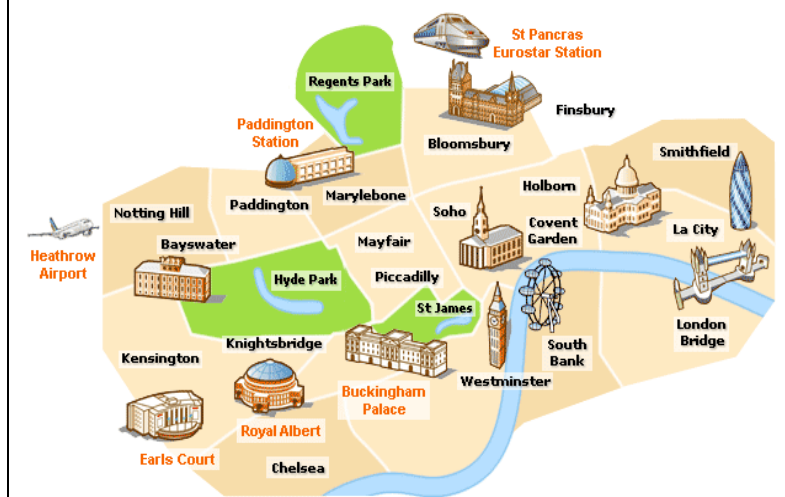 St Pancras
Eurostar Station
Regents Park
Finsbury
Paddington
Station
Bloomsbury
Smithfield
Holborn
Marylebone
Paddington
Notting Hill
Soho
Covent
Garden
La City
Bayswater
Mayfair
Heathrow
Airport
Hyde Park
Piccadilly
St James
London
Bridge
Knightsbridge
South
Bank
Kensington
Westminster
Buckingham
Palace
Royal Albert
Earls Court
Chelsea